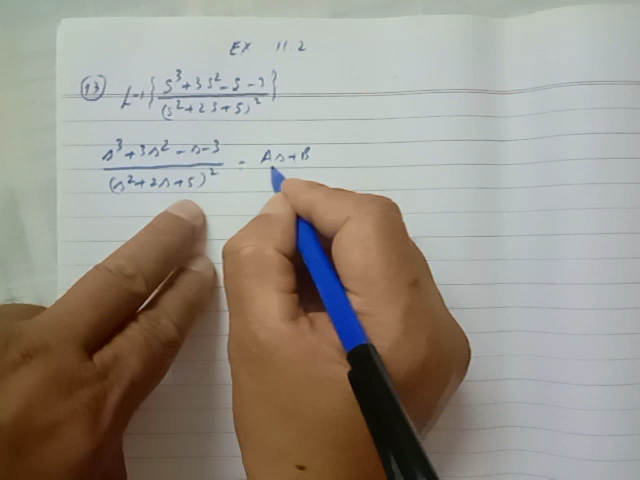 EX 11.2
(13) L⁻¹{(s³+3s²-s-3)/(s²+2s+5)²}
(s³+3s²-s-3)/(s²+2s+5)² = As+B